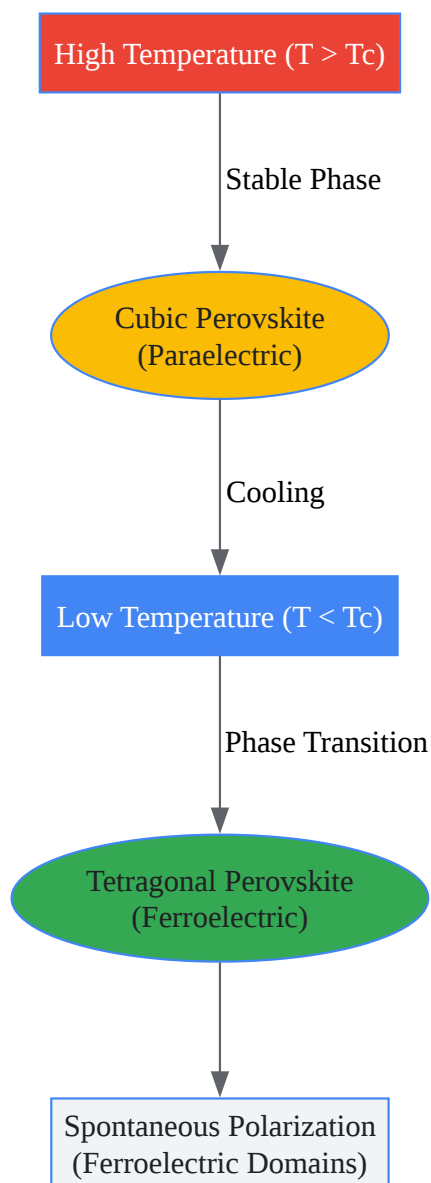 High Temperature (T > Tc)
Stable Phase
Cubic Perovskite
(Paraelectric)
Cooling
Low Temperature (T < Tc)
Phase Transition
Tetragonal Perovskite
(Ferroelectric)
Spontaneous Polarization
(Ferroelectric Domains)